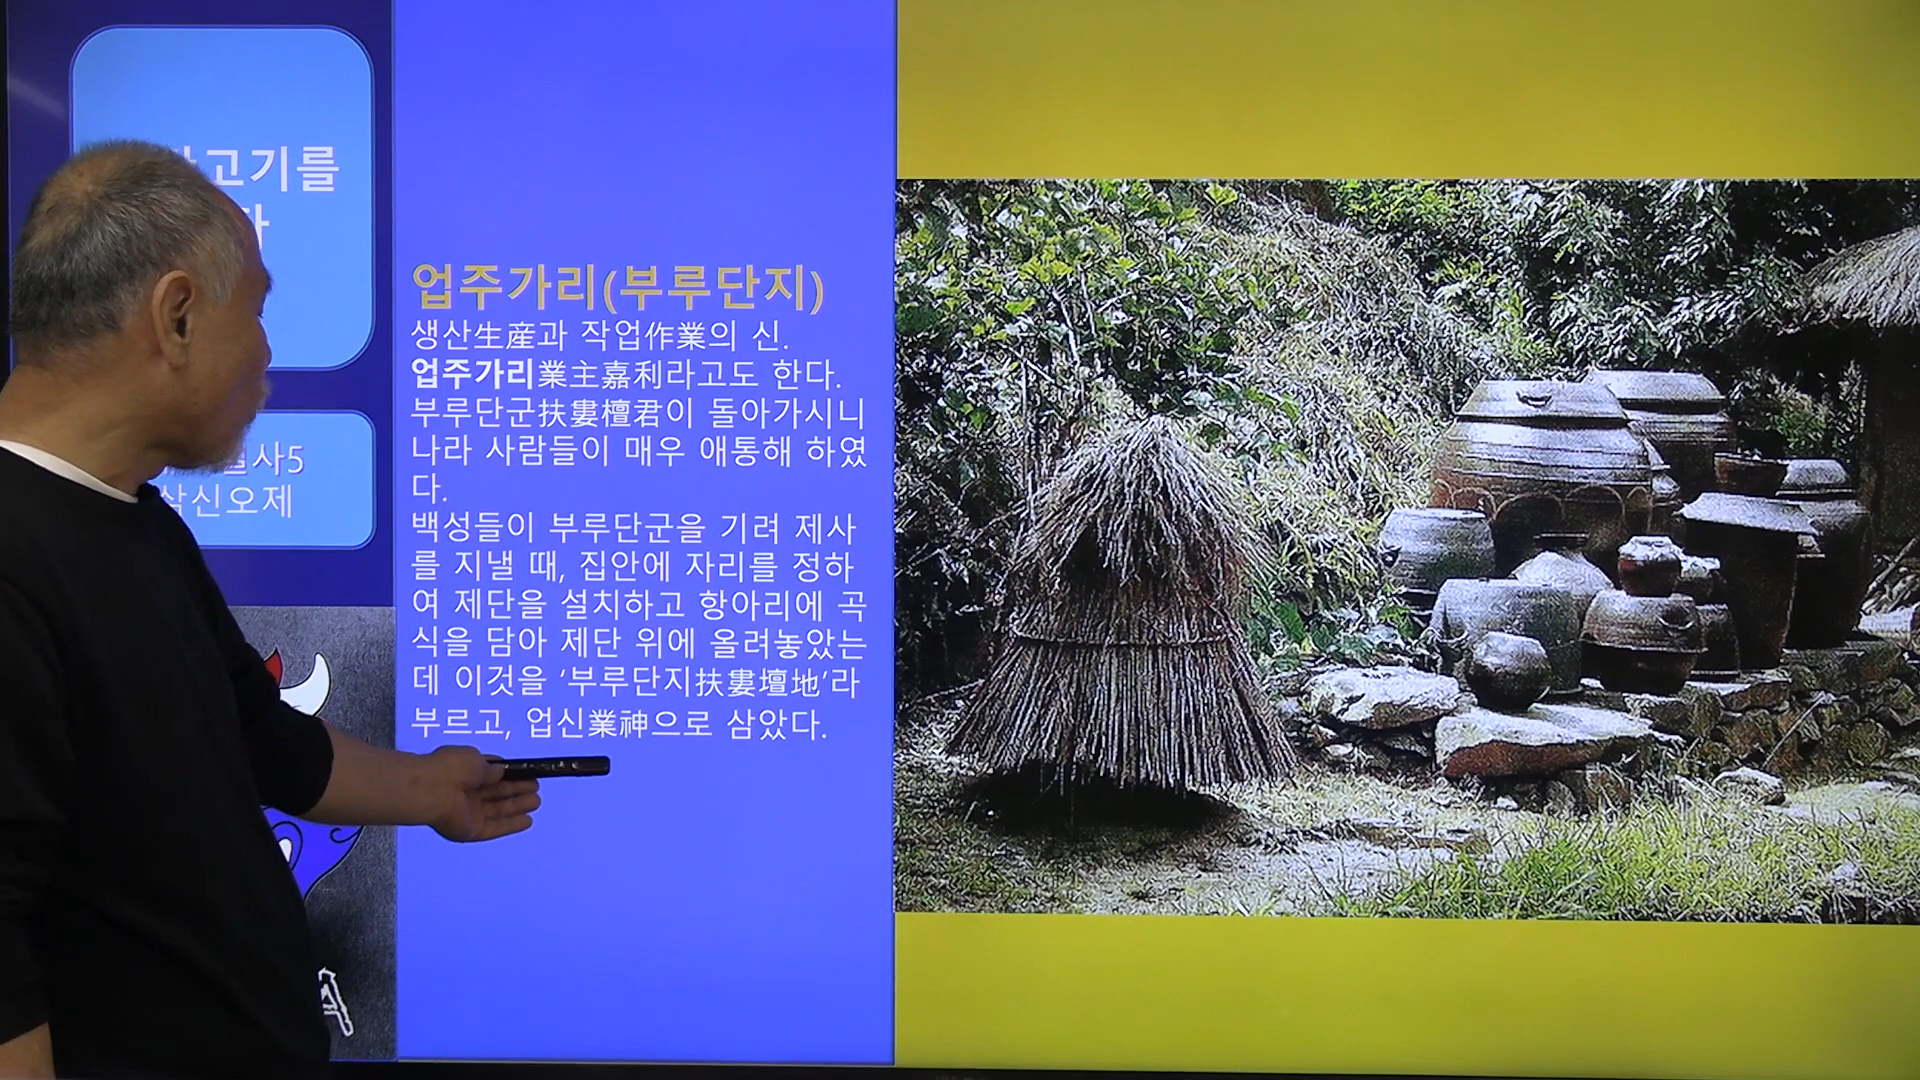 고기를
업주가리(부루단지)
생산生産과 작업作業의 신.
업주가리業主嘉利라고도 한다.
부루단군扶婁檀君이 돌아가시니
나라 사람들이 매우 애통해 하였
다.
백성들이 부루단군을 기려 제사
를 지낼 때, 집안에 자리를 정하
여 제단을 설치하고 항아리에 곡
식을 담아 제단 위에 올려놓았는
데 이것을 ‘부루단지扶婁壇地’라
부르고, 업신業神으로 삼았다.
사5
삼신오제